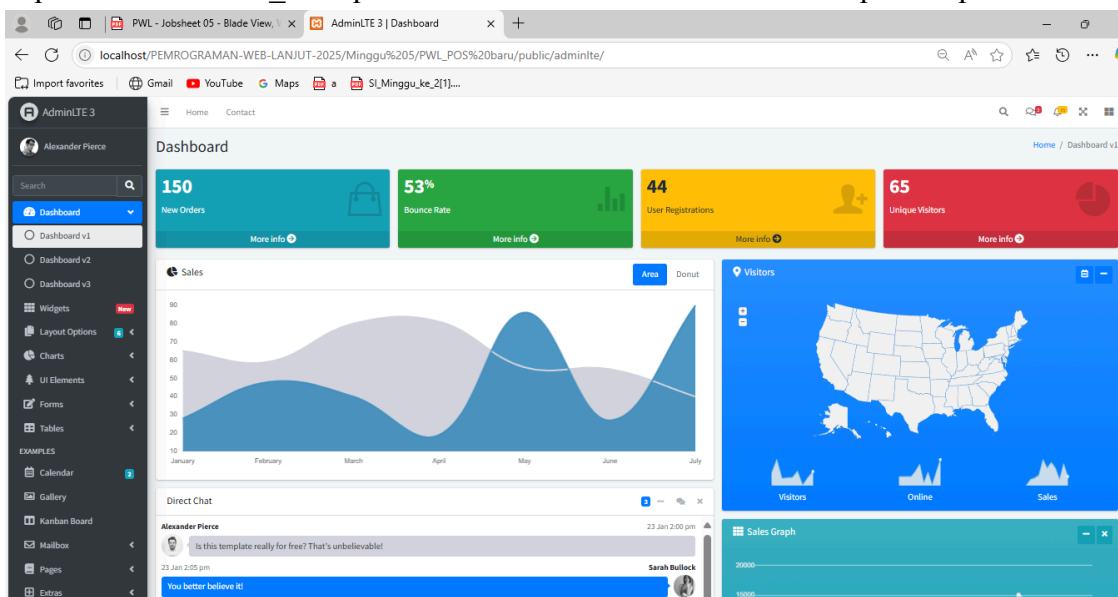 PWL - Jobsheet 05 - Blade View, V
AdminLTE 3 | Dashboard
localhost/PEMROGRAMAN-WEB-LANJUT-2025/Minggu%205/PWL_POS%20baru/public/adminlte/
Import favorites
Gmail
YouTube
Maps
a
SI_Minggu_ke_2[1]....
AdminLTE 3
Home
Contact
Alexander Pierce
Dashboard
Home / Dashboard v1
Search
Dashboard
Dashboard v1
Dashboard v2
Dashboard v3
Widgets
New
Layout Options
6
Charts
UI Elements
Forms
Tables
EXAMPLES
Calendar
2
Gallery
Kanban Board
Mailbox
Pages
Extras
150
New Orders
More info
53%
Bounce Rate
More info
44
User Registrations
More info
65
Unique Visitors
More info
Sales
Area
Donut
90
80
70
60
50
40
30
20
10
January February March April May June July
Visitors
+
−
Visitors
Online
Sales
Direct Chat
3
Alexander Pierce
23 Jan 2:00 pm
Is this template really for free? That's unbelievable!
23 Jan 2:05 pm
Sarah Bullock
You better believe it!
Sales Graph
20000
15000